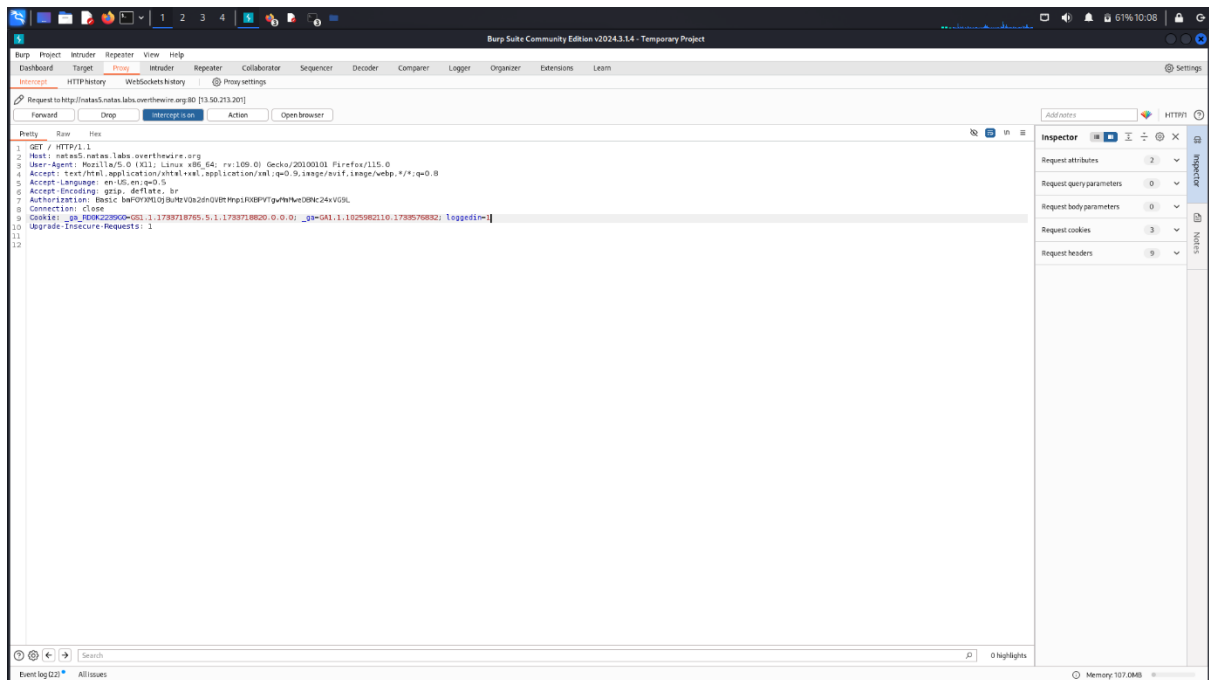 1 2 3 4 61% 10:08
Burp Suite Community Edition v2024.3.1.4 - Temporary Project
Burp Project Intruder Repeater View Help
Dashboard Target Proxy Intruder Repeater Collaborator Sequencer Decoder Comparer Logger Organizer Extensions Learn Settings
Intercept HTTP history WebSockets history Proxy settings
Request to http://natas5.natas.labs.overthewire.org:80 [13.50.213.201]
Forward Drop Intercept is on Action Open browser Add notes HTTP/1
Pretty Raw Hex \n Inspector
1 GET / HTTP/1.1
2 Host: natas5.natas.labs.overthewire.org
3 User-Agent: Mozilla/5.0 (X11; Linux x86_64; rv:109.0) Gecko/20100101 Firefox/115.0
4 Accept: text/html,application/xhtml+xml,application/xml;q=0.9,image/avif,image/webp,*/*;q=0.8
5 Accept-Language: en-US,en;q=0.5
6 Accept-Encoding: gzip, deflate, br
7 Authorization: Basic
8 Connection: close
9 Cookie: _ga_RD0K2239G0=GS1.1.1733718765.5.1.1733718820.0.0.0; _ga=GA1.1.1025982110.1733576832; loggedin=1
10 Upgrade-Insecure-Requests: 1
11
12
Request attributes 2
Request query parameters 0
Request body parameters 0
Request cookies 3
Request headers 9
Inspector
Notes
Search 0 highlights
Event log (22) All issues Memory: 107.0MB